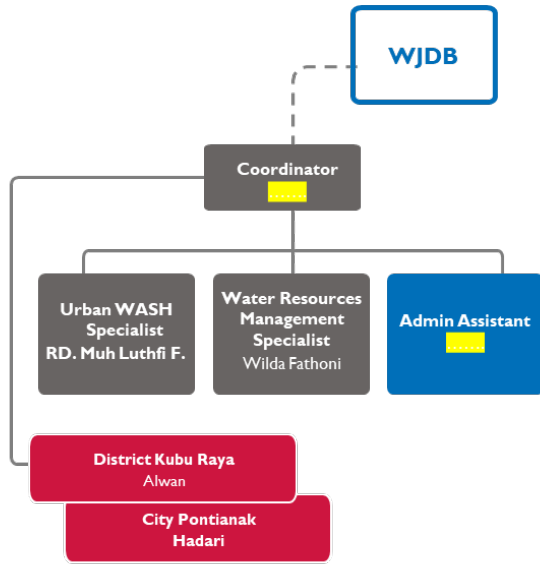 WJDB
Coordinator
.......
Urban WASH
Specialist
RD. Muh Luthfi F.
Water Resources
Management
Specialist
Wilda Fathoni
Admin Assistant
.......
District Kubu Raya
Alwan
City Pontianak
Hadari